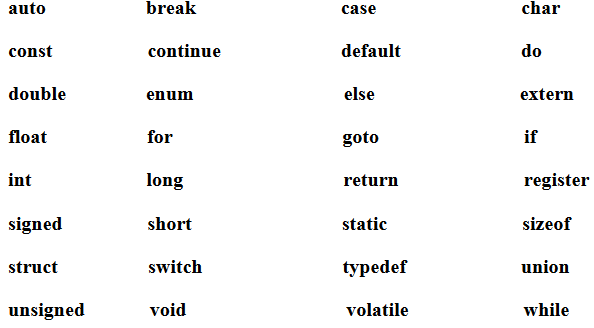 auto break case char
const continue default do
double enum else extern
float for goto if
int long return register
signed short static sizeof
struct switch typedef union
unsigned void volatile while